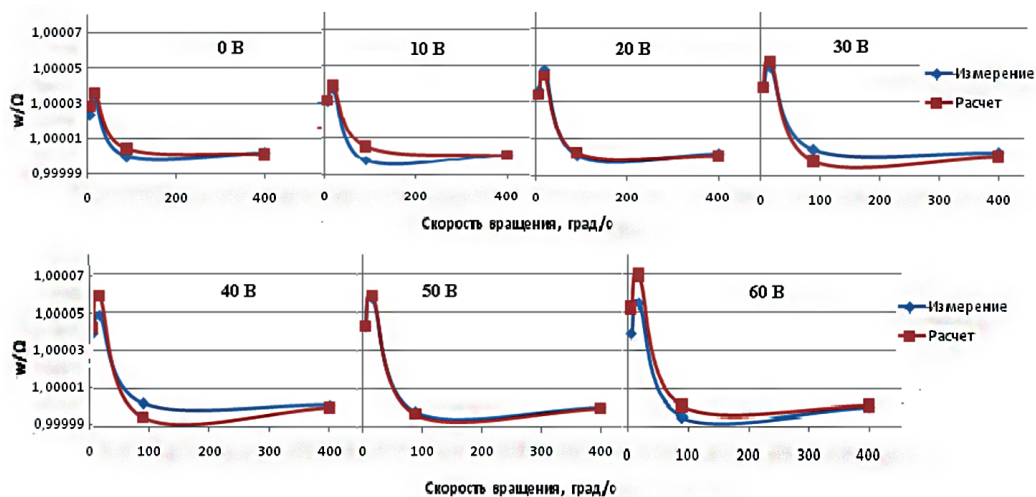 1,00007
1,00005
1,00003
1,00001
0,99999
w/Ω
0 В
10 В
20 В
30 В
Измерение
Расчет
0 200 400
0 200 400
0 200 400
0 100 200 300 400
Скорость вращения, град/с
1,00007
1,00005
1,00003
1,00001
0,99999
w/Ω
40 В
50 В
60 В
Измерение
Расчет
0 100 200 300 400
0 100 200 300 400
0 100 200 300 400
Скорость вращения, град/с